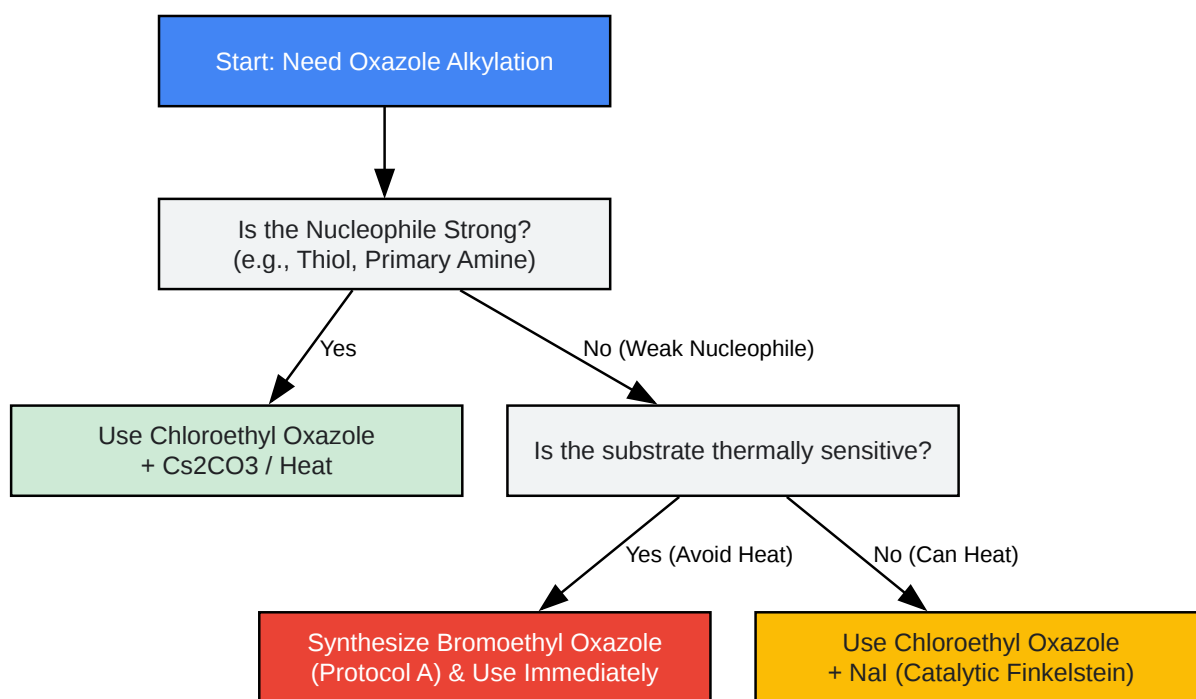 Start: Need Oxazole Alkylation
Is the Nucleophile Strong?
(e.g., Thiol, Primary Amine)
Yes
No (Weak Nucleophile)
Use Chloroethyl Oxazole
+ Cs2CO3 / Heat
Is the substrate thermally sensitive?
Yes (Avoid Heat)
No (Can Heat)
Synthesize Bromoethyl Oxazole
(Protocol A) & Use Immediately
Use Chloroethyl Oxazole
+ NaI (Catalytic Finkelstein)